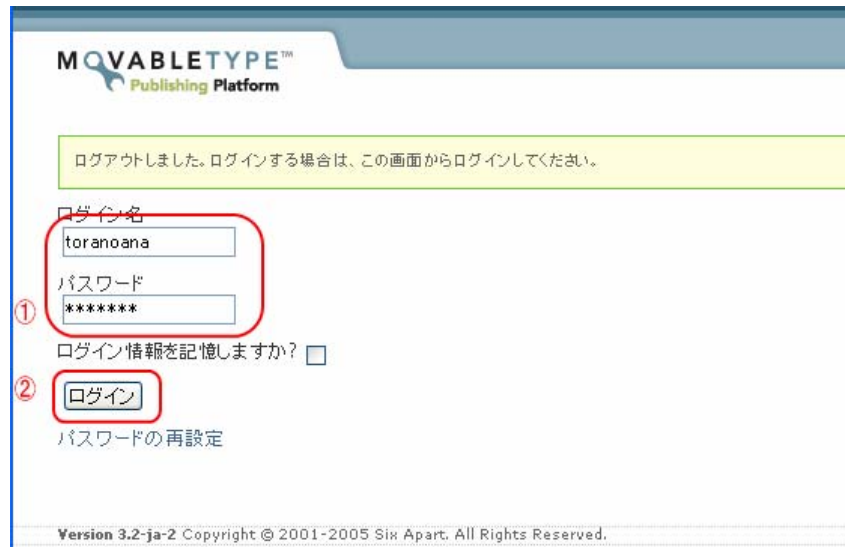 MOVABLETYPE™
Publishing Platform
ログアウトしました。ログインする場合は、この画面からログインしてください。
ログイン名
toranoana
パスワード
①
*******
ログイン情報を記憶しますか?
②
ログイン
パスワードの再設定
Version 3.2-ja-2 Copyright © 2001-2005 Six Apart. All Rights Reserved.